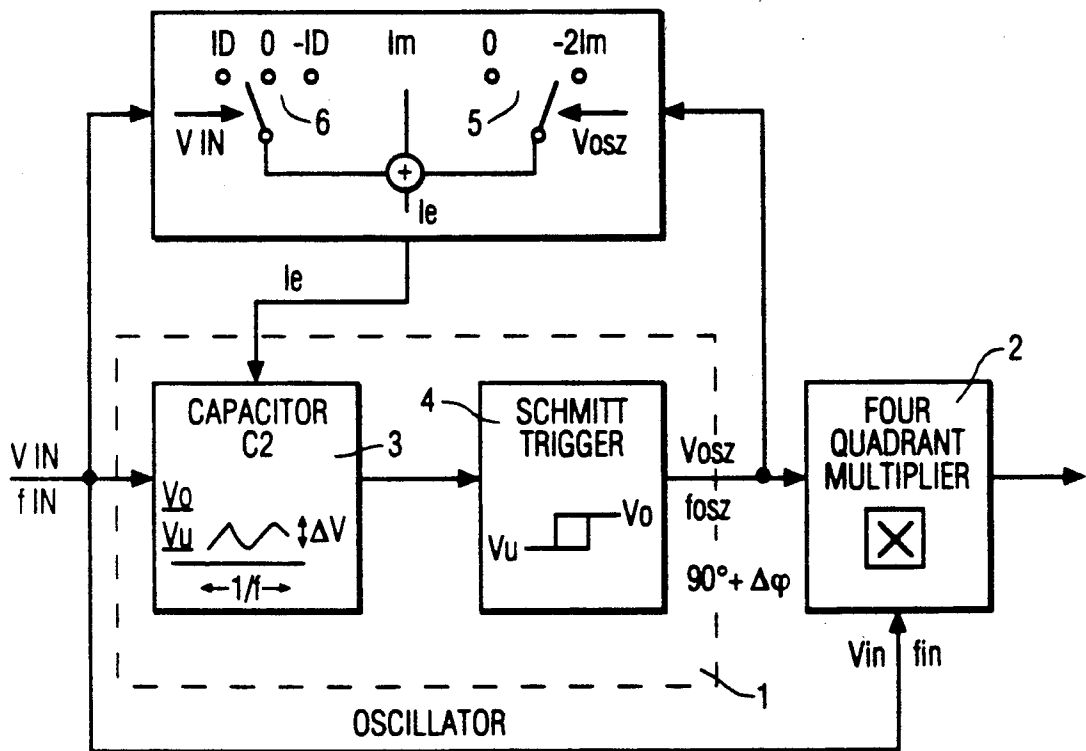 ID 0 -ID Im 0 -2Im
6 5
V IN Vosz
+
Ie
Ie
2
CAPACITOR
C2
3
4
SCHMITT
TRIGGER
FOUR
QUADRANT
MULTIPLIER
V IN
f IN
Vo
Vu
ΔV
1/f
Vu
Vo
Vosz
fosz
90°+ Δφ
Vin fin
1
OSCILLATOR